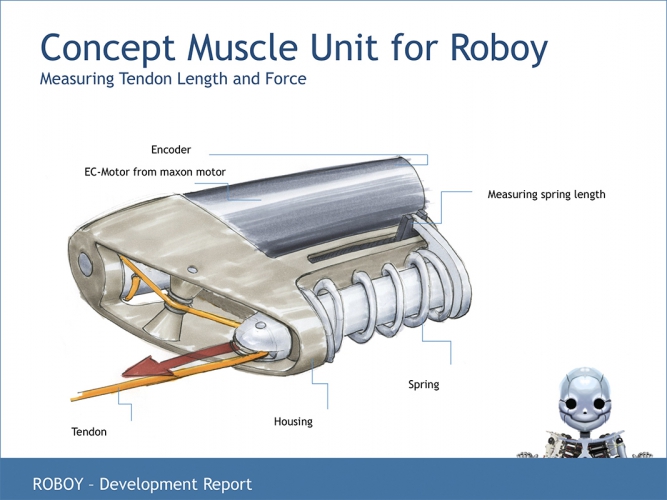 Concept Muscle Unit for Roboy
Measuring Tendon Length and Force
Encoder
EC-Motor from maxon motor
Measuring spring length
Spring
Housing
Tendon
ROBOY – Development Report